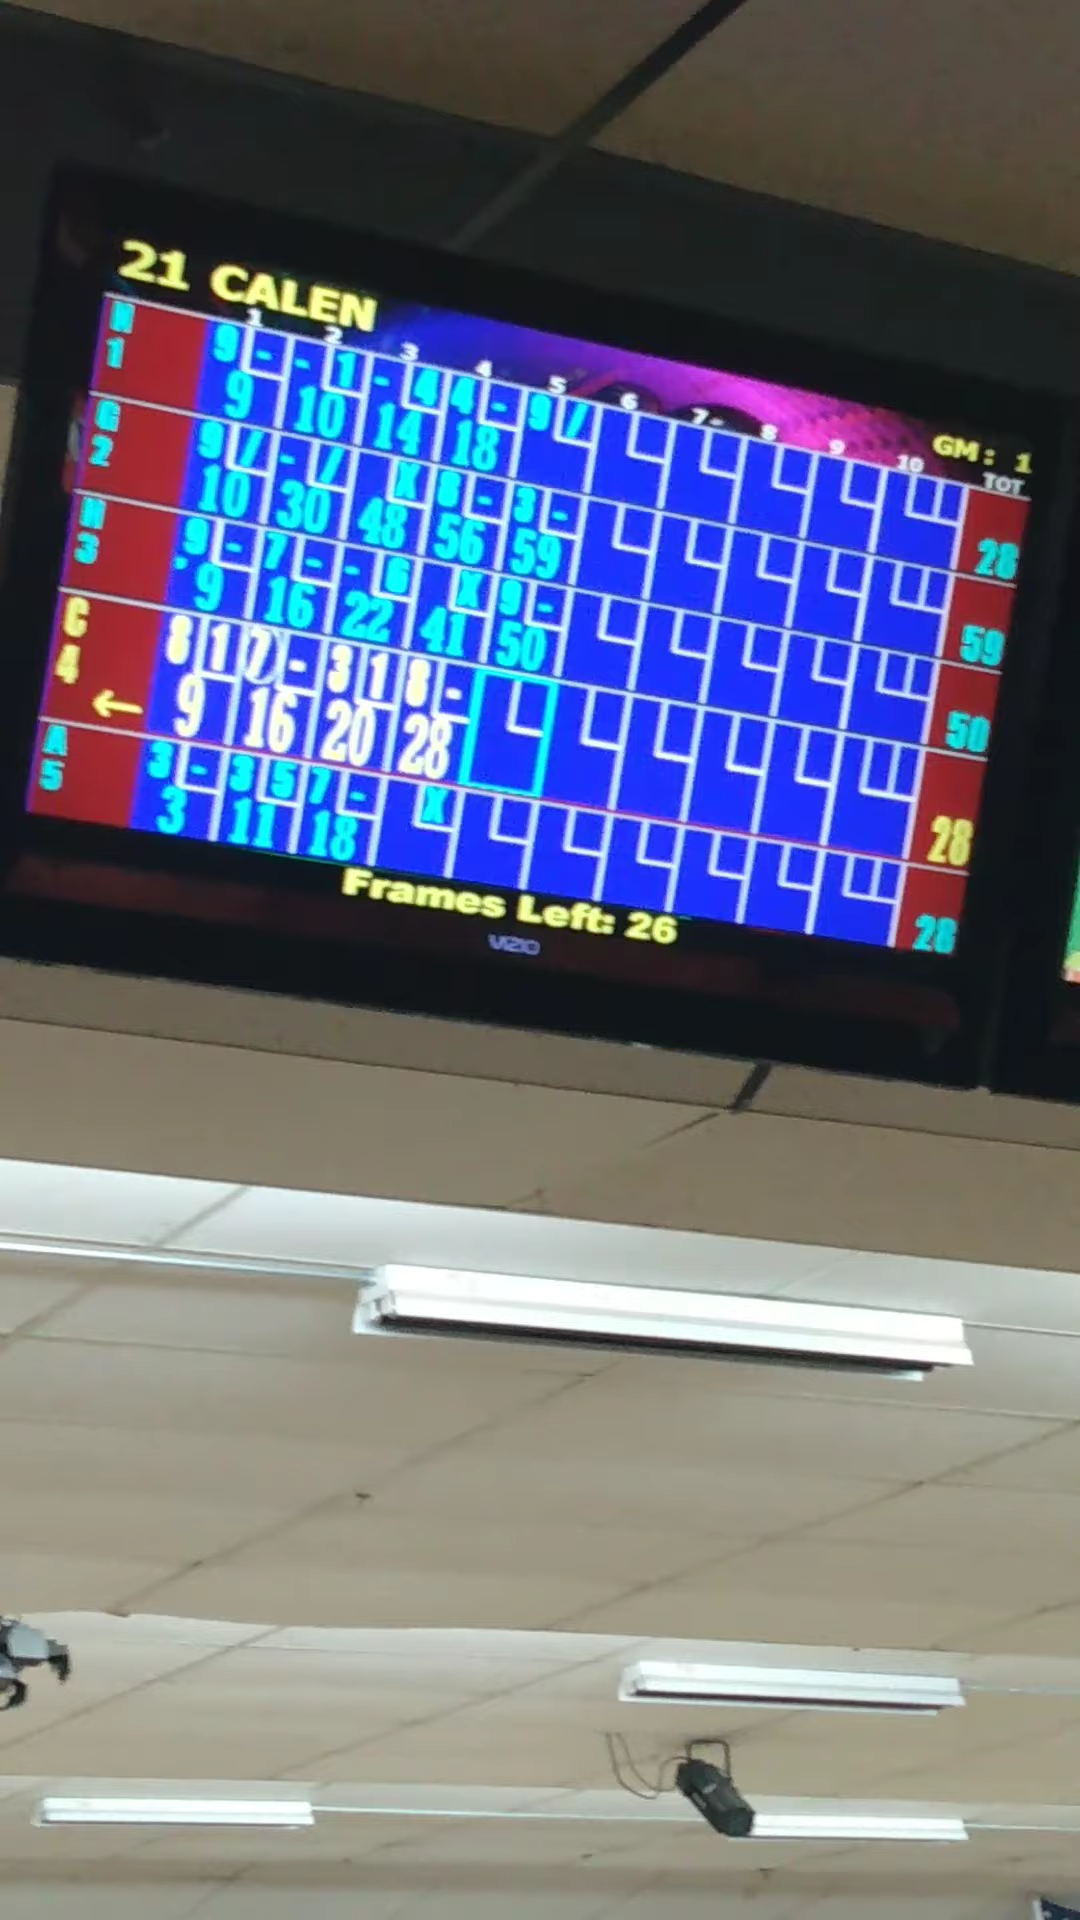 21 CALEN
1 2 3 4 5 6 7 8 9 10 GM: 1
TOT
N 9 - - 1 - 4 4 - 9 /
1 9 10 14 18 28
G 9 / - / X 8 - 3 -
2 10 30 48 56 59 59
N 9 - 7 - - 6 X 9 -
3 9 16 22 41 50 50
C 8 1 7 - 3 1 8 -
4 ← 9 16 20 28 28
A 3 - 3 5 7 - X
5 3 11 18 28
Frames Left: 26
VIZIO